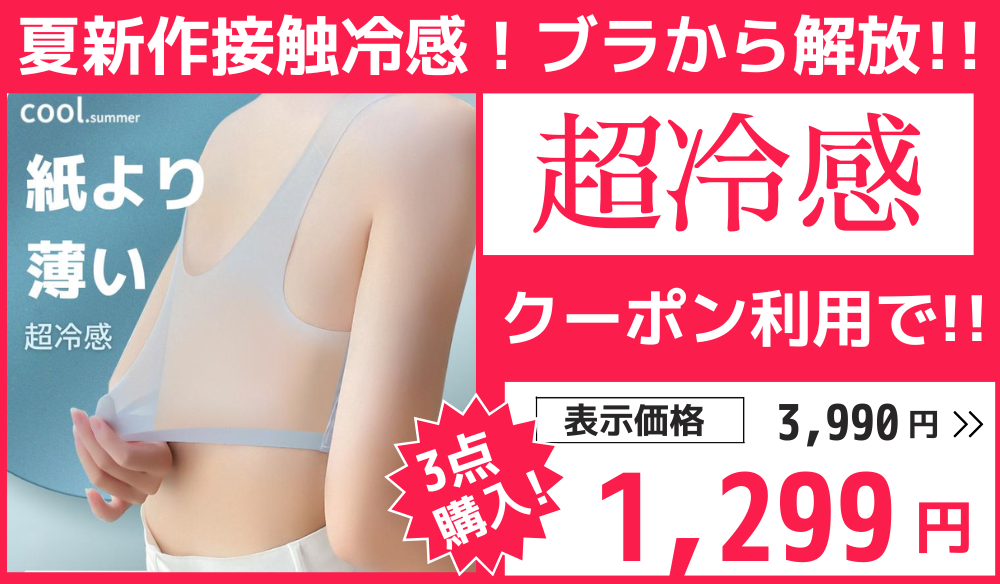 夏新作接触冷感！ブラから解放!!
cool.summer
紙より
薄い
超冷感
超冷感
クーポン利用で!!
表示価格 3,990円 >>
3点
購入!
1,299円